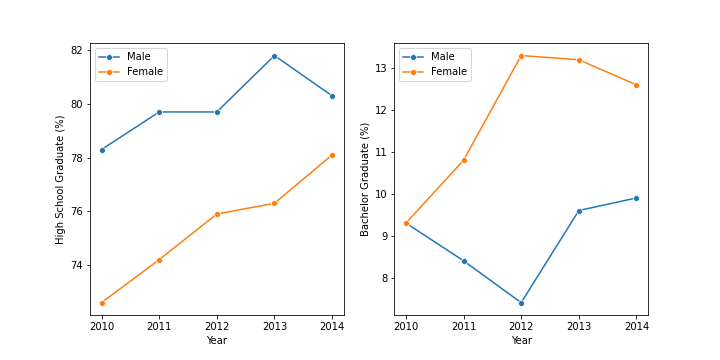 Male
Female
82
80
78
76
74
High School Graduate (%)
2010 2011 2012 2013 2014
Year
Male
Female
13
12
11
10
9
8
Bachelor Graduate (%)
2010 2011 2012 2013 2014
Year